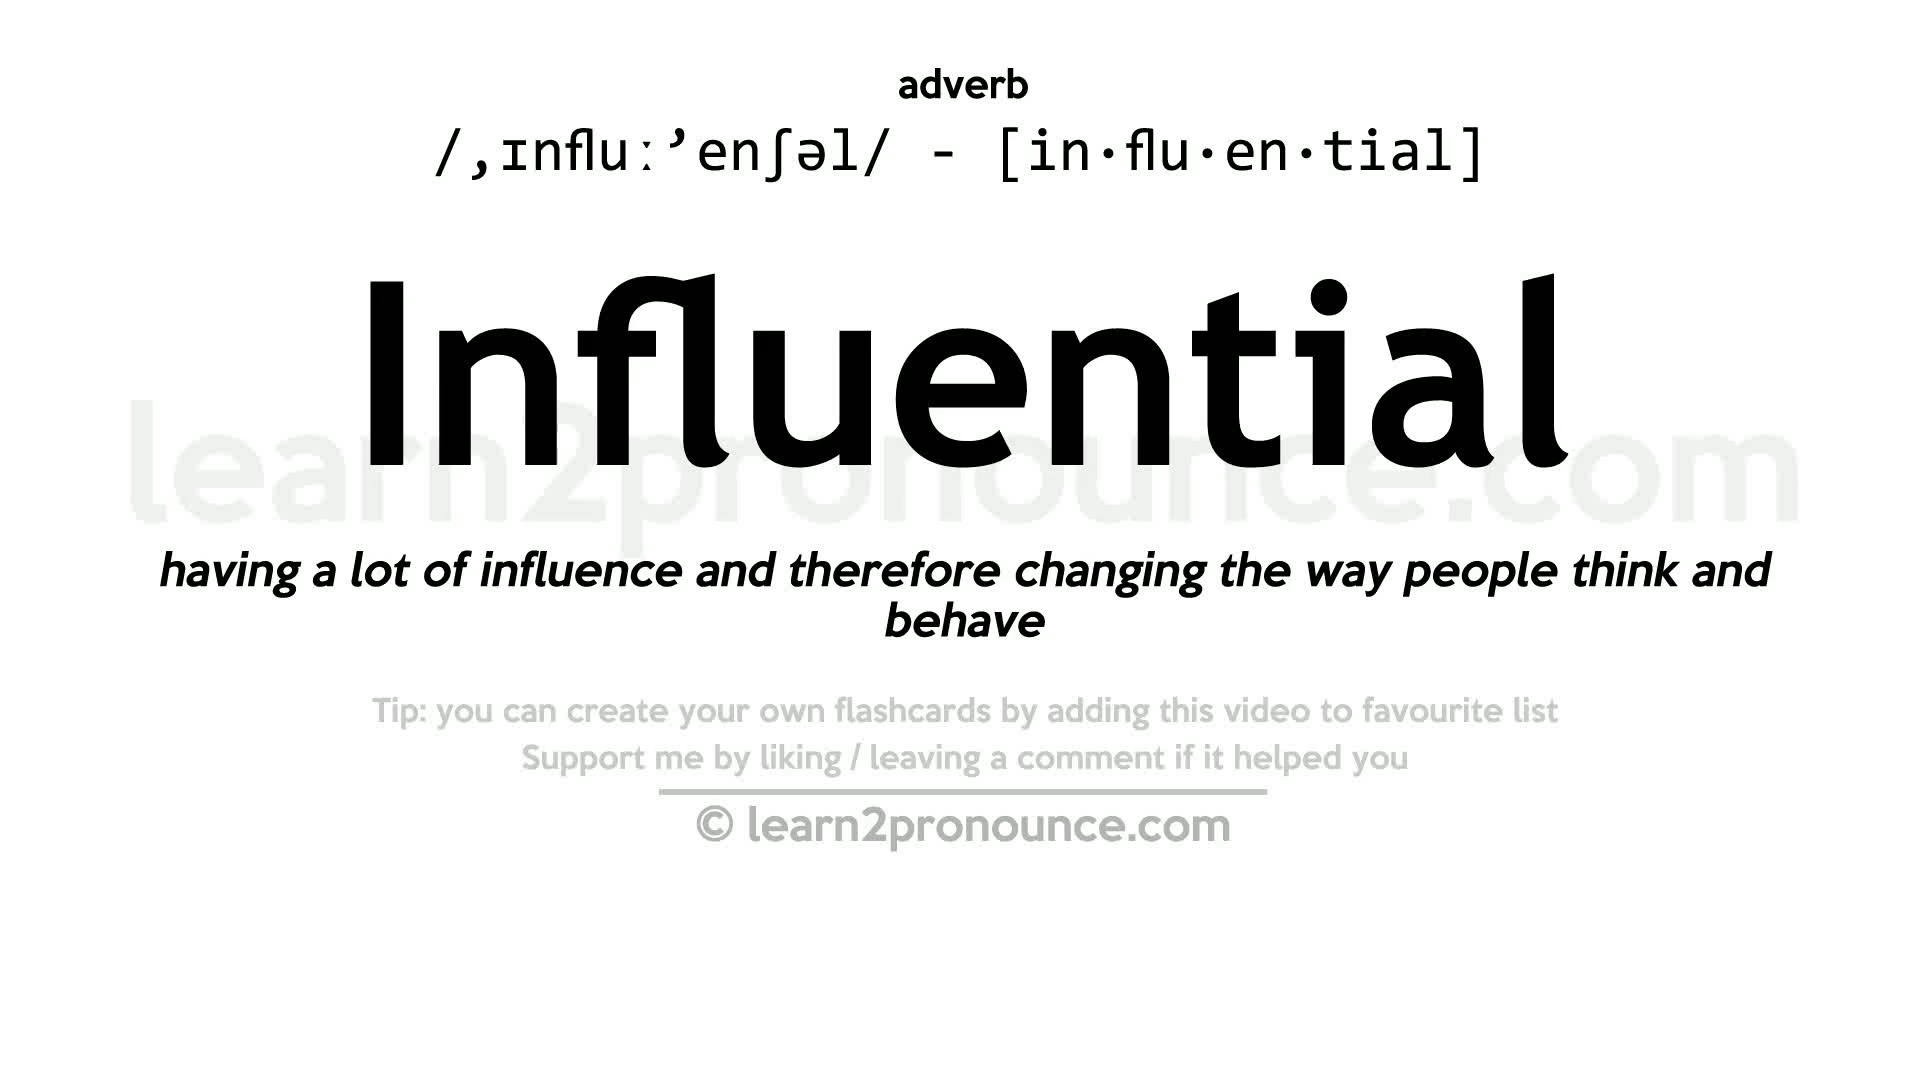 adverb
/ˌɪnfluːˈenʃəl/ - [in·flu·en·tial]
Influential
learn2pronounce.com
having a lot of influence and therefore changing the way people think and
behave
Tip: you can create your own flashcards by adding this video to favourite list
Support me by liking / leaving a comment if it helped you
© learn2pronounce.com